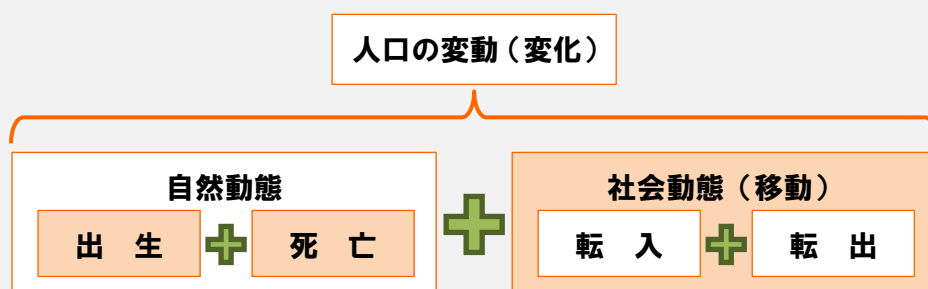 人口の変動（変化）
自然動態
出 生
死 亡
社会動態（移動）
転 入
転 出